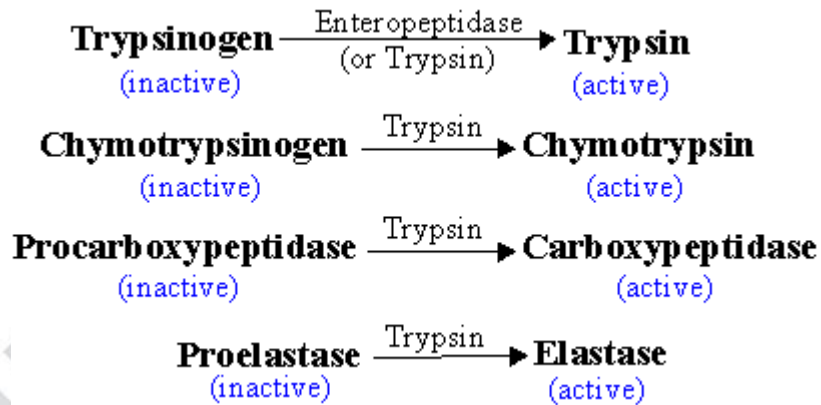 Trypsinogen Enteropeptidase (or Trypsin) Trypsin
(inactive) (active)
Chymotrypsinogen Trypsin Chymotrypsin
(inactive) (active)
Procarboxypeptidase Trypsin Carboxypeptidase
(inactive) (active)
Proelastase Trypsin Elastase
(inactive) (active)